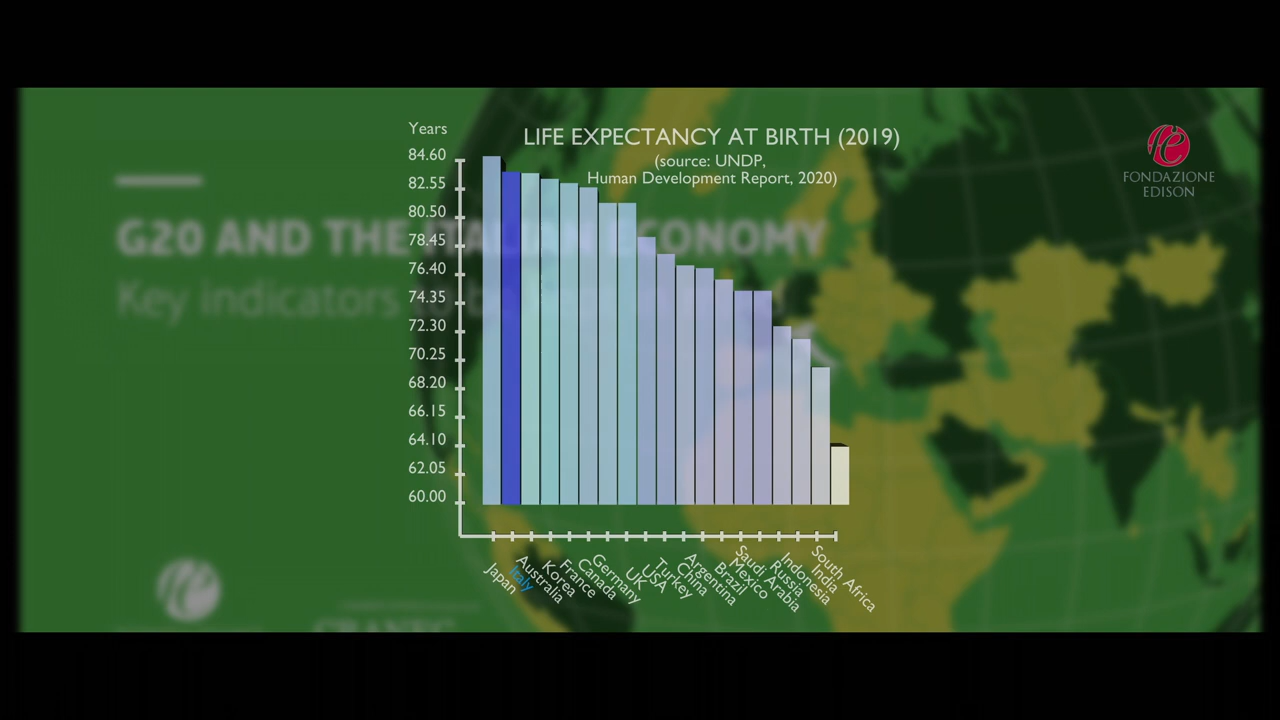 Years
LIFE EXPECTANCY AT BIRTH (2019)
(source: UNDP,
Human Development Report, 2020)
FONDAZIONE
EDISON
84.60
82.55
80.50
78.45
76.40
74.35
72.30
70.25
68.20
66.15
64.10
62.05
60.00
G20 AND THE ITALIAN ECONOMY
Key indicators
Japan
Italy
Australia
Korea
France
Canada
Germany
UK
USA
Turkey
China
Argentina
Brazil
Mexico
Saudi Arabia
Russia
Indonesia
India
South Africa